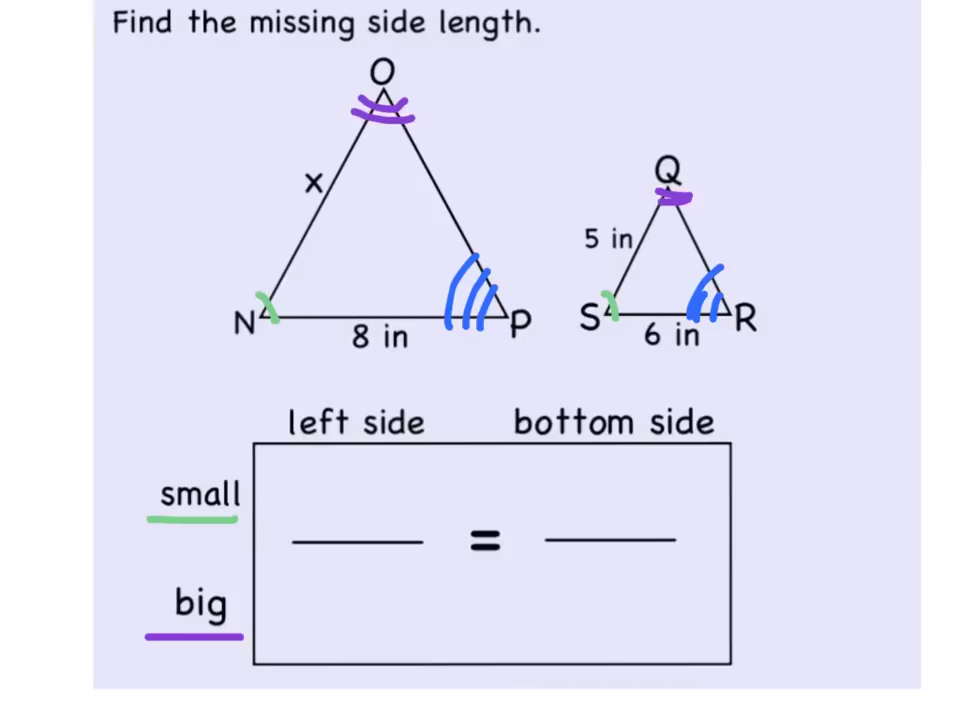 Find the missing side length.
O
x
Q
5 in
N
8 in
P
S
6 in
R
left side bottom side
small
=
big